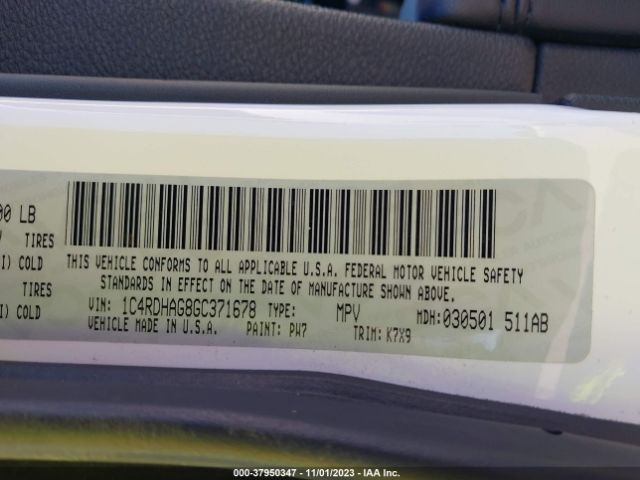 00 LB
TIRES
I) COLD
TIRES
I) COLD
THIS VEHICLE CONFORMS TO ALL APPLICABLE U.S.A. FEDERAL MOTOR VEHICLE SAFETY
STANDARDS IN EFFECT ON THE DATE OF MANUFACTURE SHOWN ABOVE.
VIN: 1C4RDHAG8GC371678 TYPE: MPV MDH:030501 511AB
VEHICLE MADE IN U.S.A. PAINT: PW7 TRIM: K7X9
000-37950347 - 11/01/2023 - IAA Inc.